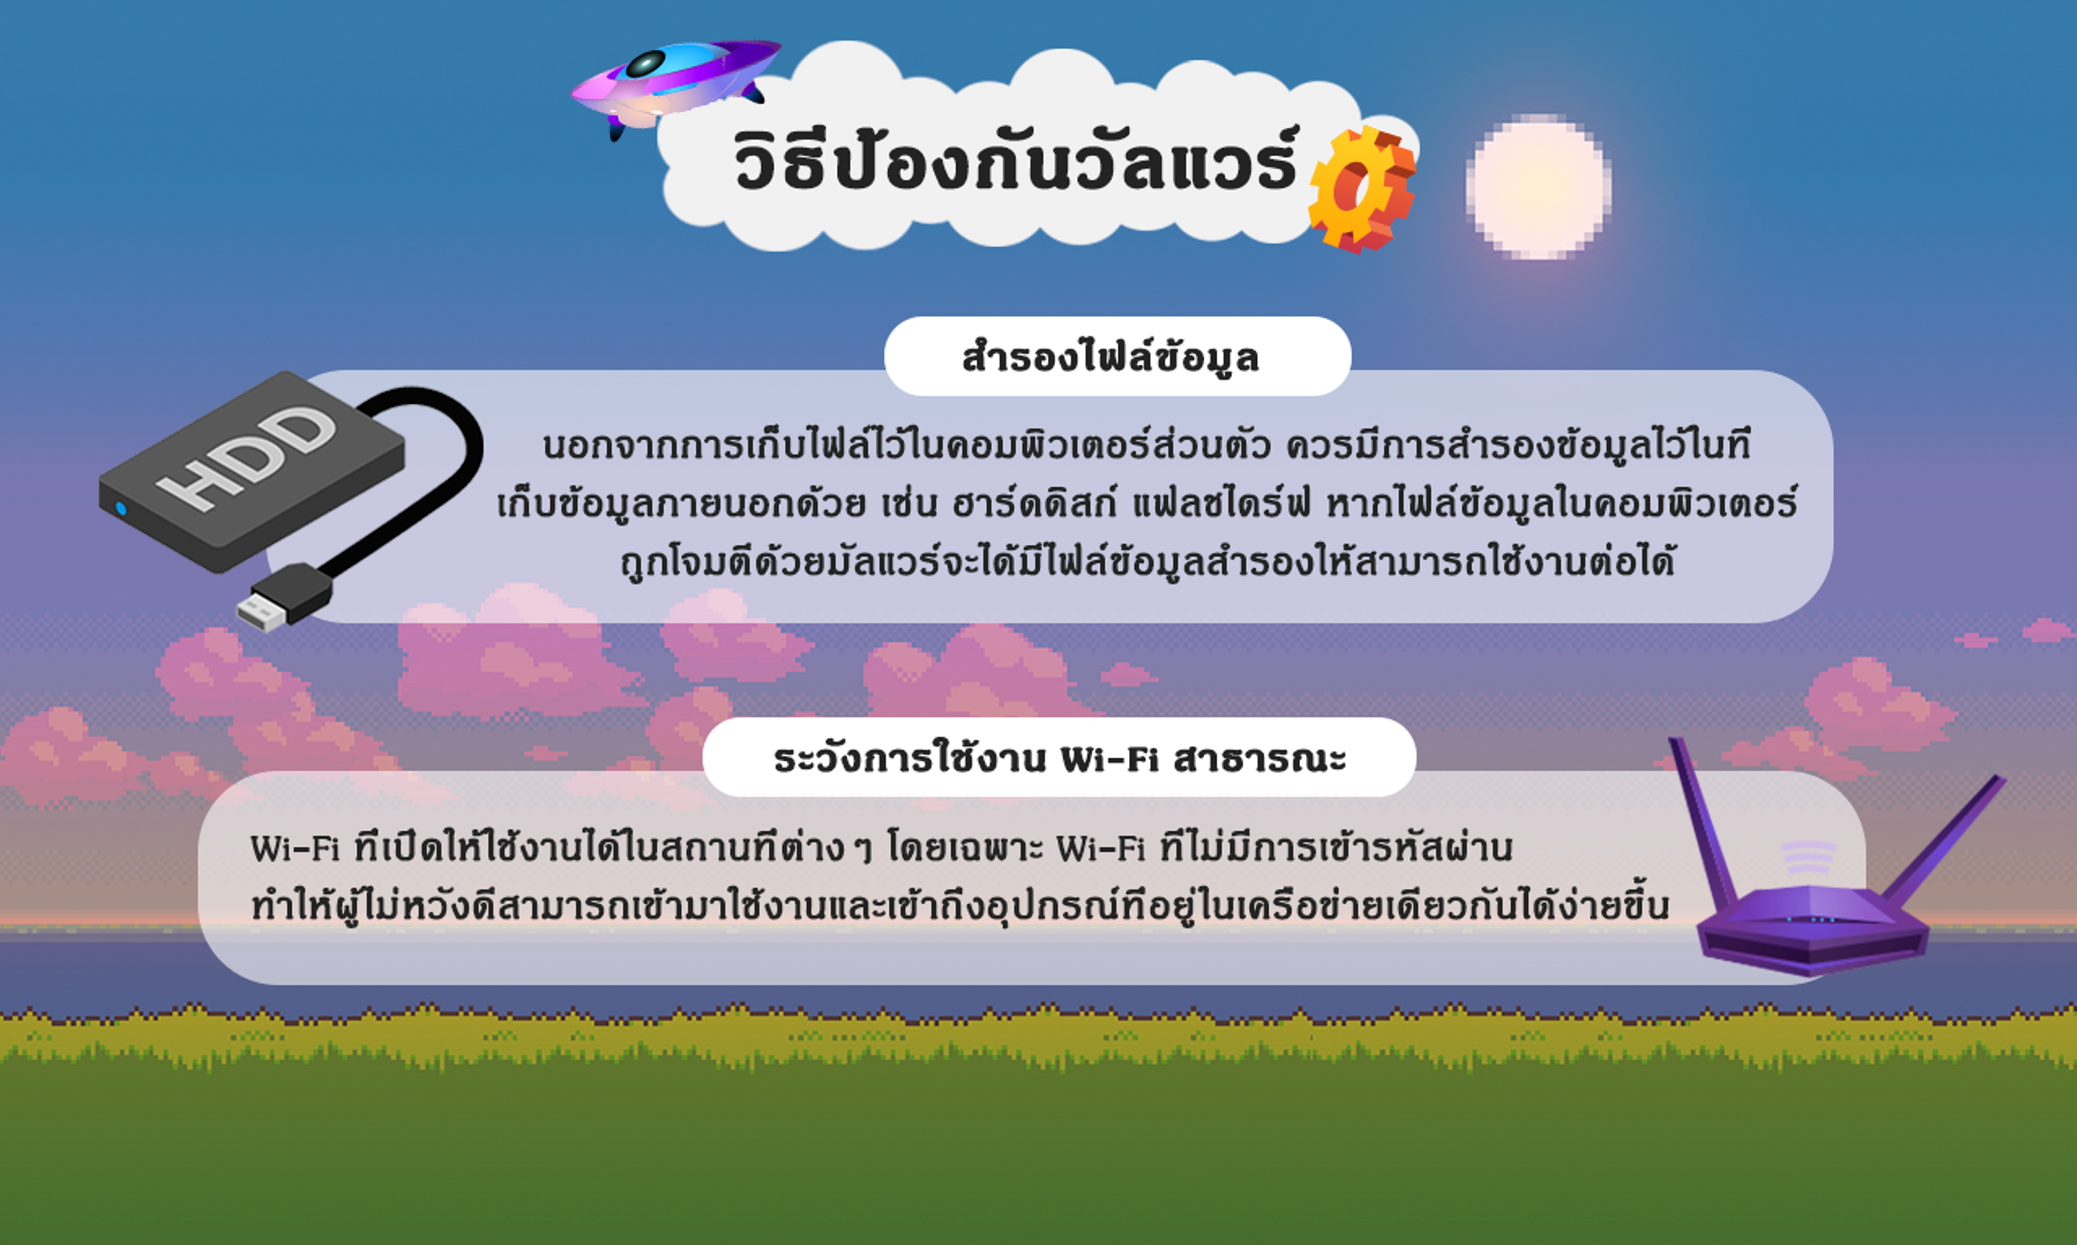 วิธีป้องกันวัลแวร์
สำรองไฟล์ข้อมูล
HDD
นอกจากการเก็บไฟล์ไว้ในคอมพิวเตอร์ส่วนตัว ควรมีการสำรองข้อมูลไว้ในที่
เก็บข้อมูลภายนอกด้วย เช่น ฮาร์ดดิสก์ แฟลชไดร์ฟ หากไฟล์ข้อมูลในคอมพิวเตอร์
ถูกโจมตีด้วยมัลแวร์จะได้มีไฟล์ข้อมูลสำรองให้สามารถใช้งานต่อได้
ระวังการใช้งาน Wi-Fi สาธารณะ
Wi-Fi ที่เปิดให้ใช้งานได้ในสถานที่ต่าง ๆ โดยเฉพาะ Wi-Fi ที่ไม่มีการเข้ารหัสผ่าน
ทำให้ผู้ไม่หวังดีสามารถเข้ามาใช้งานและเข้าถึงอุปกรณ์ที่อยู่ในเครือข่ายเดียวกันได้ง่ายขึ้น